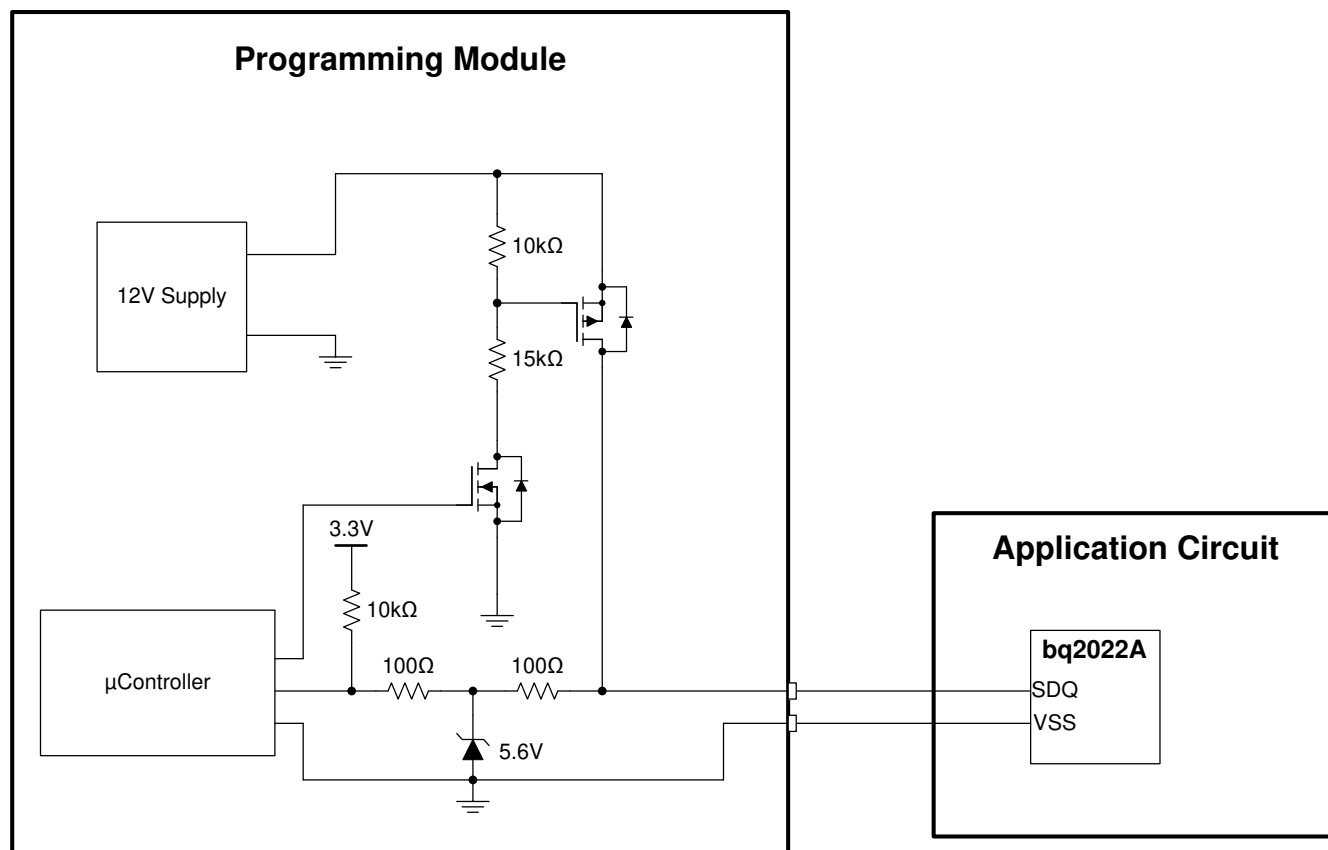 Programming Module
10kΩ
12V Supply
15kΩ
3.3V
Application Circuit
10kΩ
bq2022A
100Ω
100Ω
µController
SDQ
VSS
5.6V